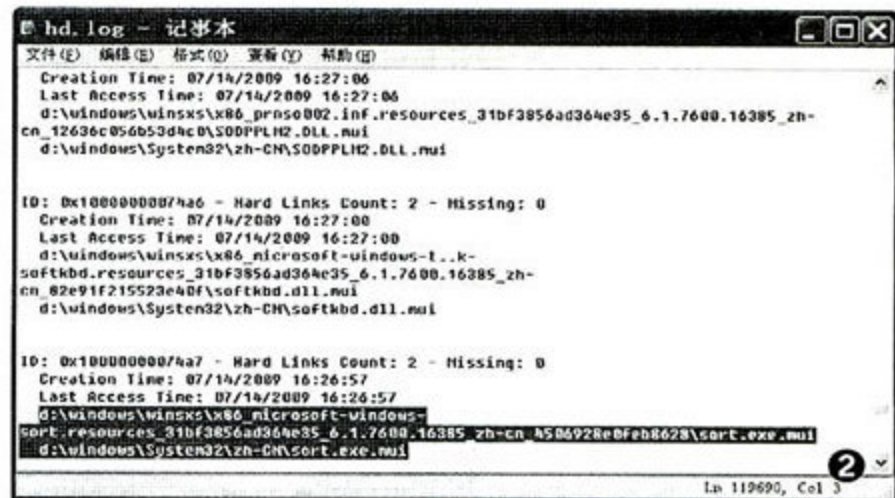 hd.log - 记事本
文件(F) 编辑(E) 格式(O) 查看(V) 帮助(H)
Creation Time: 07/14/2009 16:27:06
Last Access Time: 07/14/2009 16:27:06
d:\windows\winsxs\x86_prnso002.inf.resources_31bf3856ad364e35_6.1.7600.16385_zh-
cn_12636c056b53d4c0\SODPPLM2.DLL.mui
d:\windows\System32\zh-CN\SODPPLM2.DLL.mui
ID: 0x10000000074a6 - Hard Links Count: 2 - Missing: 0
Creation Time: 07/14/2009 16:27:00
Last Access Time: 07/14/2009 16:27:00
d:\windows\winsxs\x86_microsoft-windows-t..k-
softkbd.resources_31bf3856ad364e35_6.1.7600.16385_zh-
cn_82e91f215523e40f\softkbd.dll.mui
d:\windows\System32\zh-CN\softkbd.dll.mui
ID: 0x10000000074a7 - Hard Links Count: 2 - Missing: 0
Creation Time: 07/14/2009 16:26:57
Last Access Time: 07/14/2009 16:26:57
d:\windows\winsxs\x86_microsoft-windows-
sort.resources_31bf3856ad364e35_6.1.7600.16385_zh-cn_4506928e0feb8628\sort.exe.mui
d:\windows\System32\zh-CN\sort.exe.mui
2
Ln 119690, Col 3